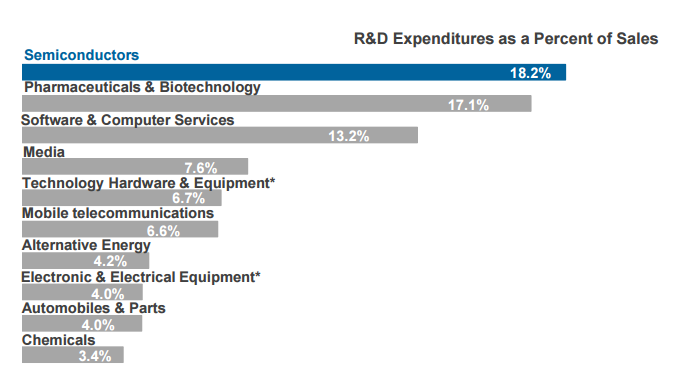 R&D Expenditures as a Percent of Sales
Semiconductors
18.2%
Pharmaceuticals & Biotechnology
17.1%
Software & Computer Services
13.2%
Media
7.6%
Technology Hardware & Equipment*
6.7%
Mobile telecommunications
6.6%
Alternative Energy
4.2%
Electronic & Electrical Equipment*
4.0%
Automobiles & Parts
4.0%
Chemicals
3.4%